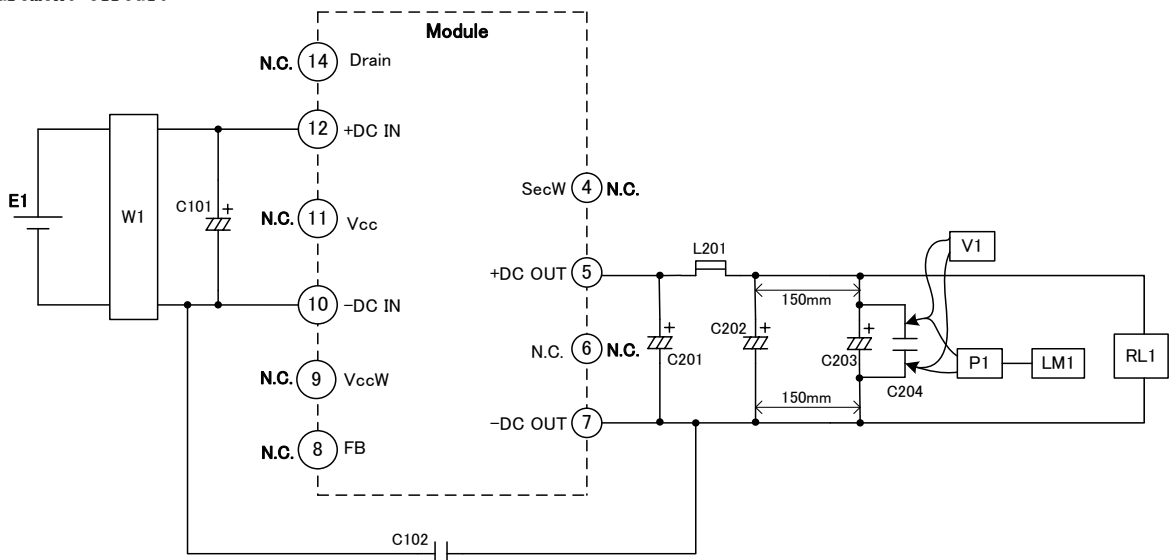 Module
N.C. 14 Drain
12 +DC IN
E1
W1
C101 +
N.C. 11 Vcc
10 -DC IN
N.C. 9 VccW
N.C. 8 FB
SecW 4 N.C.
+DC OUT 5
N.C. 6 N.C.
-DC OUT 7
L201
C201 +
C202 +
150mm
150mm
C203 +
C204
V1
P1
LM1
RL1
C102